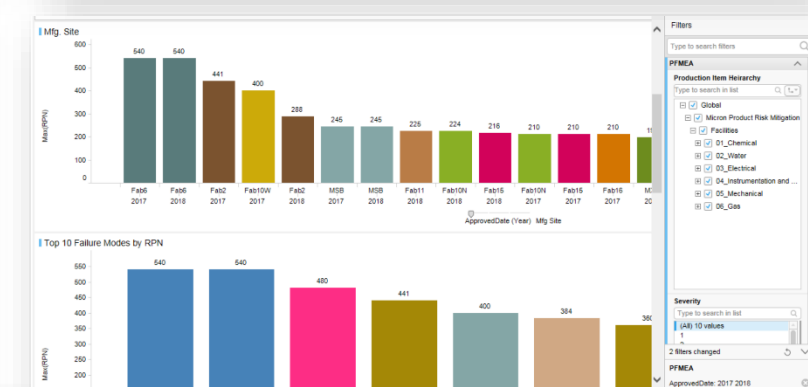 Mfg. Site
600
500
400
300
200
100
0
Max(RPN)
540
540
441
400
288
245
245
225
224
216
210
210
210
Fab6 Fab6 Fab2 Fab10W Fab2 MSB MSB Fab11 Fab10N Fab15 Fab10N Fab15 Fab16
2017 2018 2017 2017 2018 2017 2018 2017 2018 2018 2017 2017 2017 20
ApprovedDate (Year) Mfg Site
Top 10 Failure Modes by RPN
550
500
450
400
350
300
250
200
Max(RPN)
540
540
480
441
400
384
360
Filters
Type to search filters
PFMEA
Production Item Heirarchy
Type to search in list
Global
Micron Product Risk Mitigation
Facilities
01_Chemical
02_Water
03_Electrical
04_Instrumentation and ...
05_Mechanical
06_Gas
Severity
Type to search in list
(All) 10 values
1
2 filters changed
PFMEA
ApprovedDate: 2017 2018